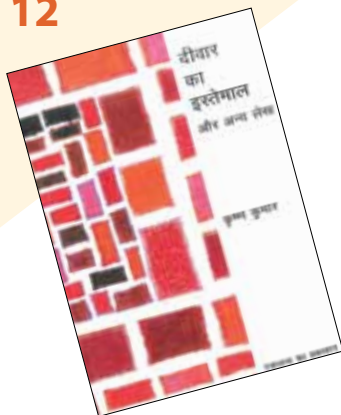 12
दीवार
का
इस्तेमाल
और अन्य लेख
कृष्ण कुमार